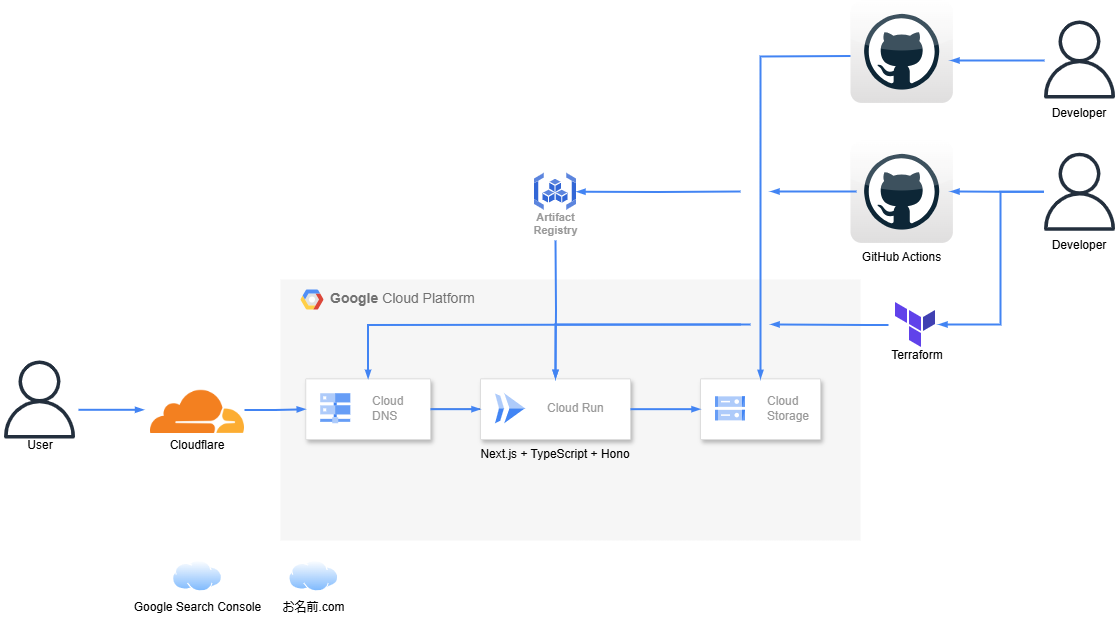 Developer
Artifact
Registry
GitHub Actions
Developer
Google Cloud Platform
Terraform
Cloud
DNS
Cloud Run
Cloud
Storage
User
Cloudflare
Next.js + TypeScript + Hono
Google Search Console
お名前.com